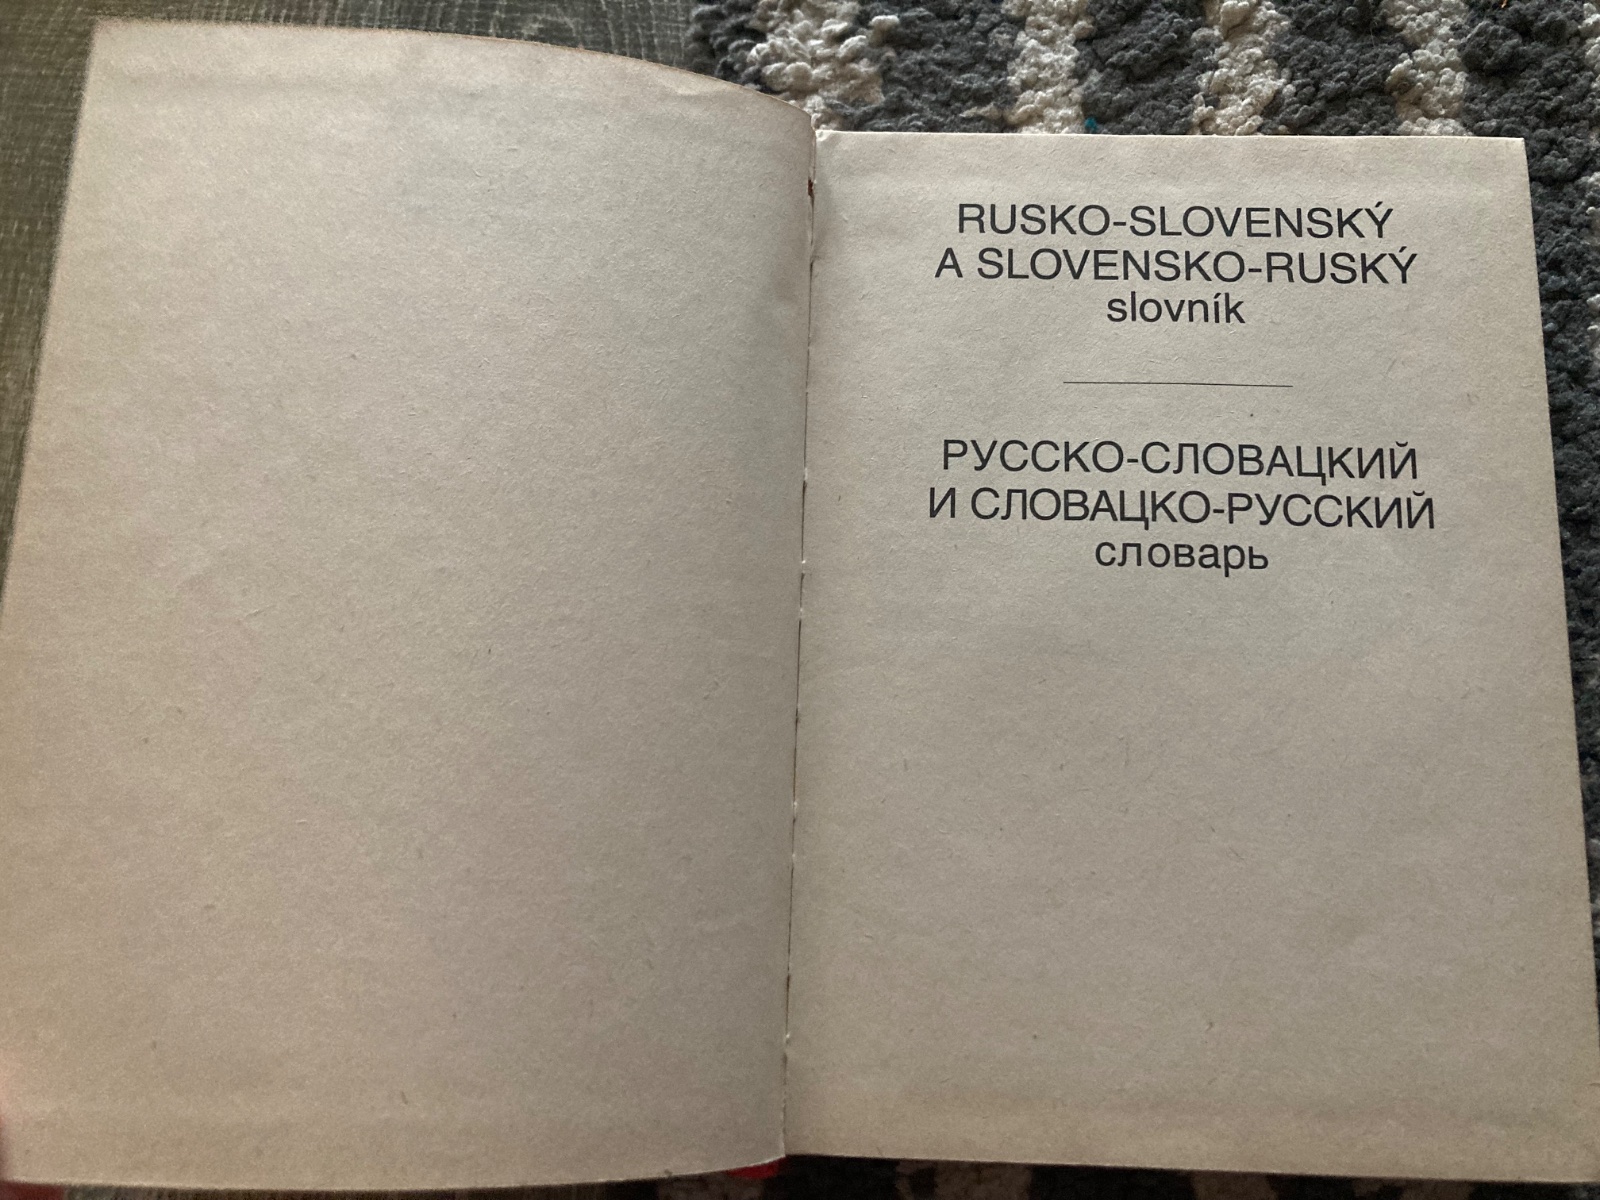 RUSKO-SLOVENSKÝ
A SLOVENSKO-RUSKÝ
slovník
РУССКО-СЛОВАЦКИЙ
И СЛОВАЦКО-РУССКИЙ
словарь